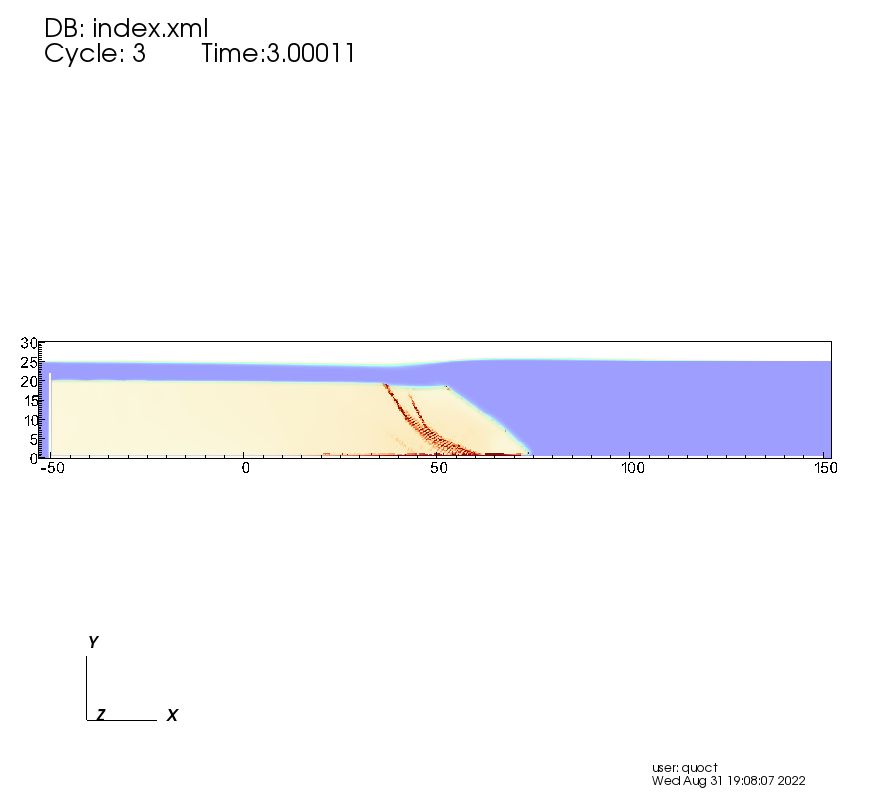 DB: index.xml
Cycle: 3 Time:3.00011
30
25
20
15
10
5
0
-50 0 50 100 150
Y
Z X
user: quoct
Wed Aug 31 19:08:07 2022